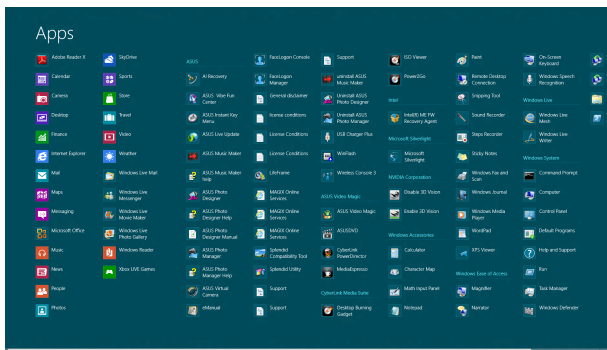 Apps
Adobe Reader X
Calendar
Camera
Desktop
Finance
Internet Explorer
Mail
Maps
Messaging
Microsoft Office
Music
News
People
Photos
SkyDrive
Sports
Store
Travel
Video
Weather
Windows Live Mail
Windows Live
Messenger
Windows Live
Movie Maker
Windows Live
Photo Gallery
Windows Reader
Xbox LIVE Games
ASUS
AI Recovery
ASUS Vibe Fun
Center
ASUS Instant Key
Menu
ASUS Live Update
ASUS Music Maker
ASUS Music Maker
help
ASUS Photo
Designer
ASUS Photo
Designer Help
ASUS Photo
Designer Manual
ASUS Photo
Manager
ASUS Photo
Manager Help
ASUS Virtual
Camera
eManual
FaceLogon Console
FaceLogon
Manager
General disclaimer
license conditions
License Conditions
License Conditions
LifeFrame
MAGIX Online
Services
MAGIX Online
Services
MAGIX Online
Services
Splendid
Compatibility Tool
Splendid Utility
Support
Support
Support
uninstall ASUS
Music Maker
Uninstall ASUS
Photo Designer
Uninstall ASUS
Photo Manager
USB Charger Plus
WinFlash
Wireless Console 3
ASUS Video Magic
ASUS Video Magic
ASUSDVD
CyberLink
PowerDirector
MediaEspresso
CyberLink Media Suite
Desktop Burning
Gadget
ISO Viewer
Power2Go
Intel
Intel(R) ME FW
Recovery Agent
Microsoft Silverlight
Microsoft
Silverlight
NVIDIA Corporation
Disable 3D Vision
Enable 3D Vision
Windows Accessories
Calculator
Character Map
Math Input Panel
Notepad
Paint
Remote Desktop
Connection
Snipping Tool
Sound Recorder
Steps Recorder
Sticky Notes
Windows Fax and
Scan
Windows Journal
Windows Media
Player
WordPad
XPS Viewer
Windows Ease of Access
Magnifier
Narrator
On-Screen
Keyboard
Windows Speech
Recognition
Windows Live
Windows Live
Mesh
Windows Live
Writer
Windows System
Command Prompt
Computer
Control Panel
Default Programs
Help and Support
Run
Task Manager
Windows Defender